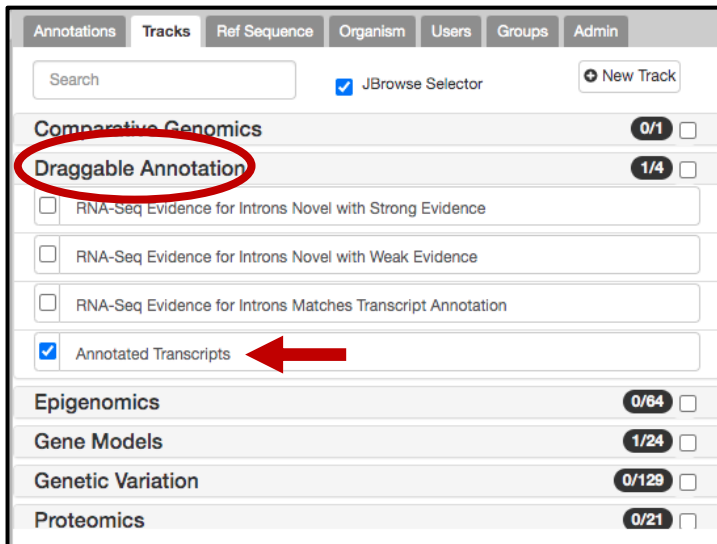 Annotations Tracks Ref Sequence Organism Users Groups Admin
Search JBrowse Selector New Track
Comparative Genomics 0/1
Draggable Annotation 1/4
RNA-Seq Evidence for Introns Novel with Strong Evidence
RNA-Seq Evidence for Introns Novel with Weak Evidence
RNA-Seq Evidence for Introns Matches Transcript Annotation
Annotated Transcripts
Epigenomics 0/64
Gene Models 1/24
Genetic Variation 0/129
Proteomics 0/21